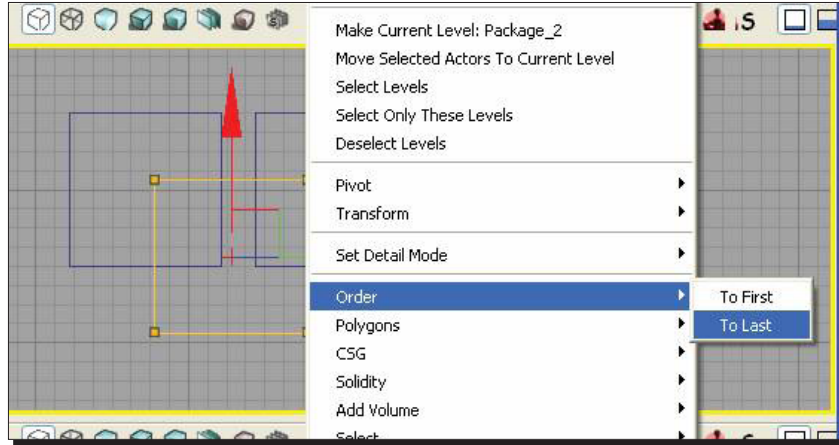 S
Make Current Level: Package_2
Move Selected Actors To Current Level
Select Levels
Select Only These Levels
Deselect Levels
Pivot
Transform
Set Detail Mode
Order
To First
Polygons
To Last
CSG
Solidity
Add Volume
Select